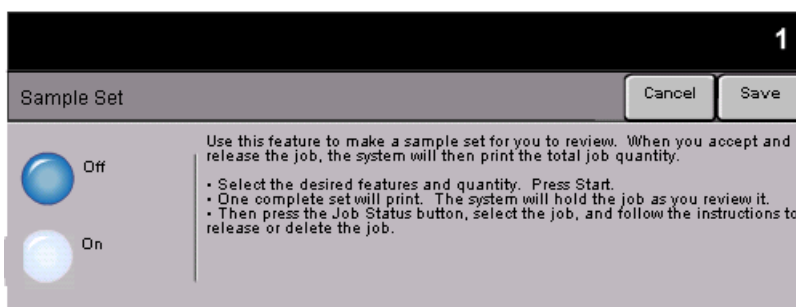 1
Sample Set
Cancel
Save
Off
On
Use this feature to make a sample set for you to review. When you accept and
release the job, the system will then print the total job quantity.
• Select the desired features and quantity. Press Start.
• One complete set will print. The system will hold the job as you review it.
• Then press the Job Status button, select the job, and follow the instructions to
release or delete the job.